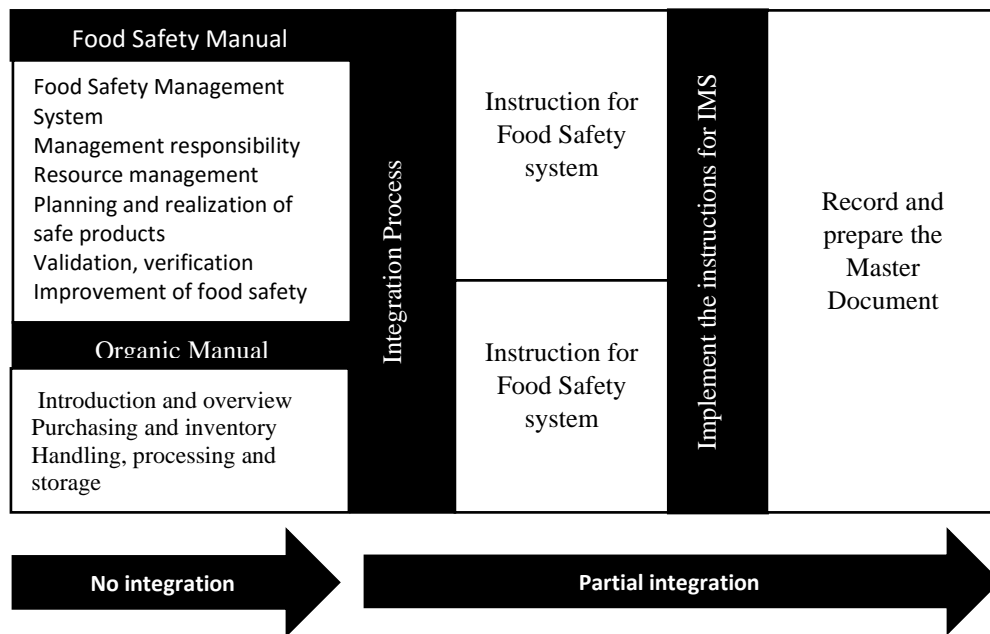 Food Safety Manual
Food Safety Management
System
Management responsibility
Resource management
Planning and realization of
safe products
Validation, verification
Improvement of food safety
Organic Manual
Introduction and overview
Purchasing and inventory
Handling, processing and
storage
Integration Process
Instruction for
Food Safety
system
Instruction for
Food Safety
system
Implement the instructions for IMS
Record and
prepare the
Master
Document
No integration
Partial integration